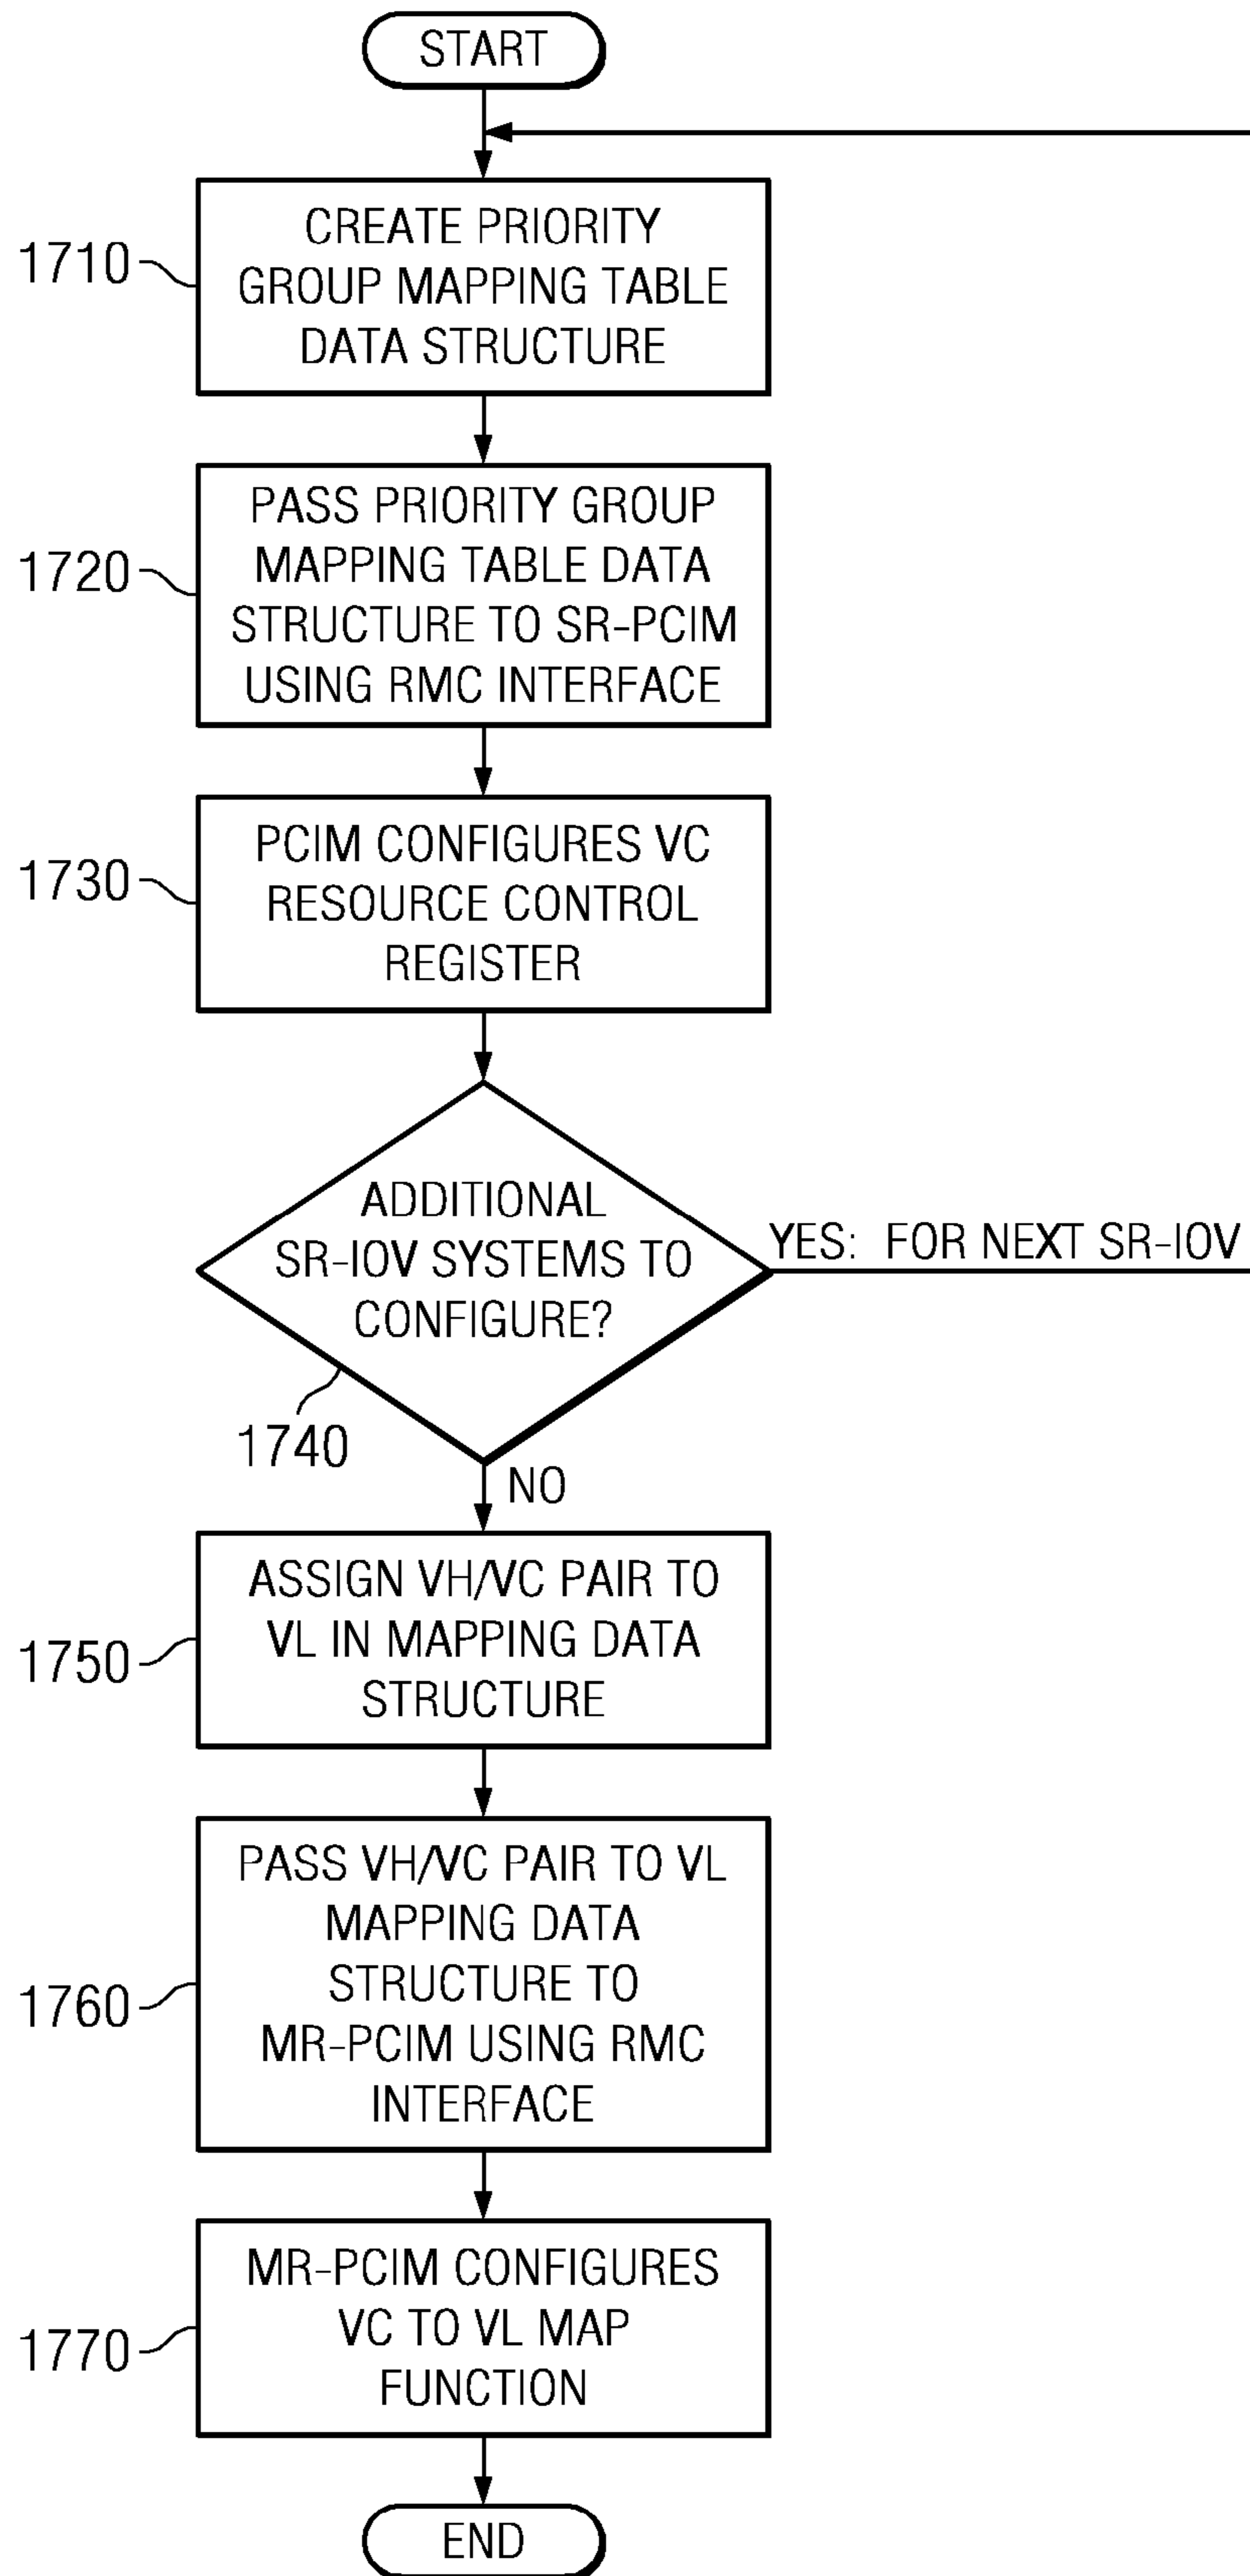 START
1710
CREATE PRIORITY
GROUP MAPPING TABLE
DATA STRUCTURE
1720
PASS PRIORITY GROUP
MAPPING TABLE DATA
STRUCTURE TO SR-PCIM
USING RMC INTERFACE
1730
PCIM CONFIGURES VC
RESOURCE CONTROL
REGISTER
ADDITIONAL
SR-IOV SYSTEMS TO
CONFIGURE?
YES: FOR NEXT SR-IOV
1740
NO
1750
ASSIGN VH/VC PAIR TO
VL IN MAPPING DATA
STRUCTURE
1760
PASS VH/VC PAIR TO VL
MAPPING DATA
STRUCTURE TO
MR-PCIM USING RMC
INTERFACE
1770
MR-PCIM CONFIGURES
VC TO VL MAP
FUNCTION
END